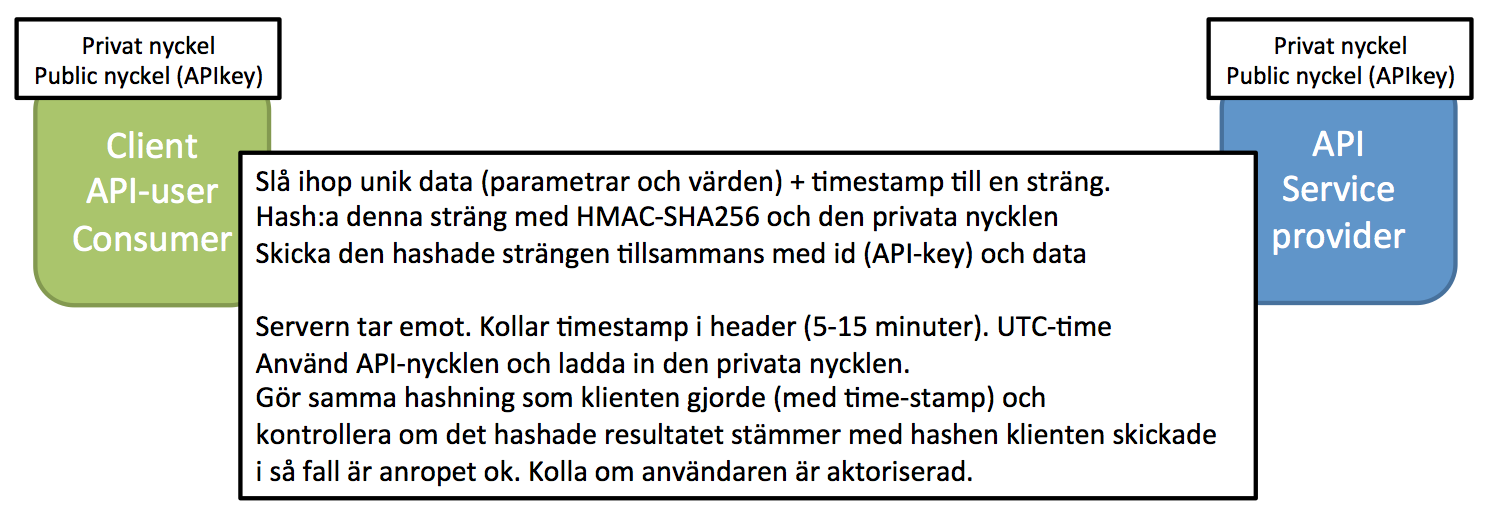 Privat nyckel
Public nyckel (APIkey)
Privat nyckel
Public nyckel (APIkey)
Client
API-user
Consumer
API
Service
provider
Slå ihop unik data (parametrar och värden) + timestamp till en sträng.
Hash:a denna sträng med HMAC-SHA256 och den privata nycklen
Skicka den hashade strängen tillsammans med id (API-key) och data
Servern tar emot. Kollar timestamp i header (5-15 minuter). UTC-time
Använd API-nycklen och ladda in den privata nycklen.
Gör samma hashning som klienten gjorde (med time-stamp) och
kontrollera om det hashade resultatet stämmer med hashen klienten skickade
i så fall är anropet ok. Kolla om användaren är aktoriserad.